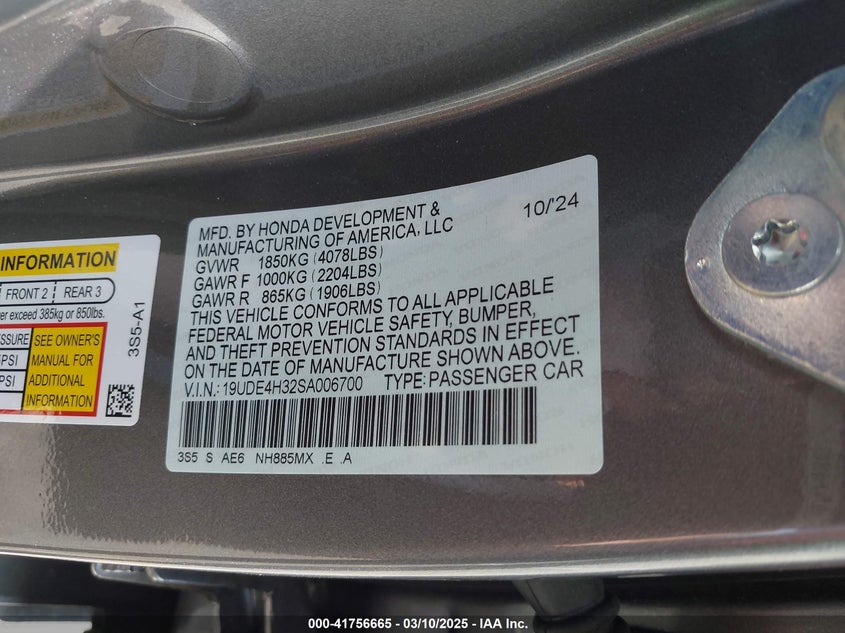 INFORMATION
FRONT 2 REAR 3
er exceed 385kg or 850lbs.
SEE OWNER'S
MANUAL FOR
ADDITIONAL
INFORMATION
3S5-A1
MFD. BY HONDA DEVELOPMENT & 10/'24
MANUFACTURING OF AMERICA, LLC
GVWR 1850KG (4078LBS)
GAWR F 1000KG (2204LBS)
GAWR R 865KG (1906LBS)
THIS VEHICLE CONFORMS TO ALL APPLICABLE
FEDERAL MOTOR VEHICLE SAFETY, BUMPER,
AND THEFT PREVENTION STANDARDS IN EFFECT
ON THE DATE OF MANUFACTURE SHOWN ABOVE.
V.I.N.: 19UDE4H32SA006700 TYPE: PASSENGER CAR
3S5 S AE6 NH885MX .E .A
000-41756665 - 03/10/2025 - IAA Inc.